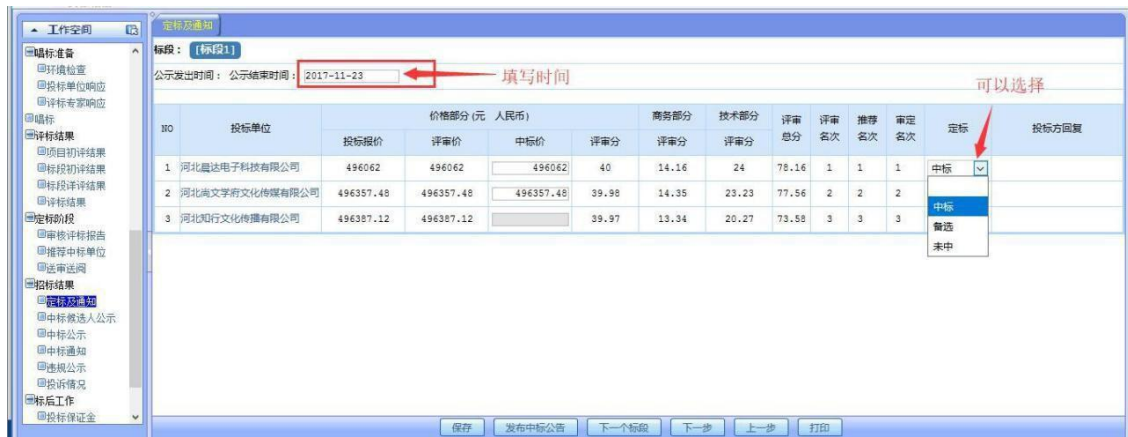 工作空间
唱标准备
环境检查
投标单位响应
评标专家响应
唱标
评标结果
项目初评结果
标段初评结果
标段详评结果
评标结果
定标阶段
审核评标报告
推荐中标单位
送审送阅
招标结果
定标及通知
中标候选人公示
中标公示
中标通知
违规公示
投诉情况
标后工作
投标保证金
定标及通知
标段： [标段1]
公示发出时间： 公示结束时间： 2017-11-23 填写时间
可以选择
NO 投标单位 价格部分(元 人民币) 商务部分 技术部分 评审总分 评审名次 推荐名次 审定名次 定标 投标方回复
投标报价 评审价 中标价 评审分 评审分 评审分
1 河北晨达电子科技有限公司 496062 496062 496062 40 14.16 24 78.16 1 1 1 中标
2 河北尚文学府文化传媒有限公司 496357.48 496357.48 496357.48 39.98 14.35 23.23 77.56 2 2 2
3 河北知行文化传播有限公司 496387.12 496387.12 39.97 13.34 20.27 73.58 3 3 3
中标
备选
未中
保存 发布中标公告 下一个标段 下一步 上一步 打印